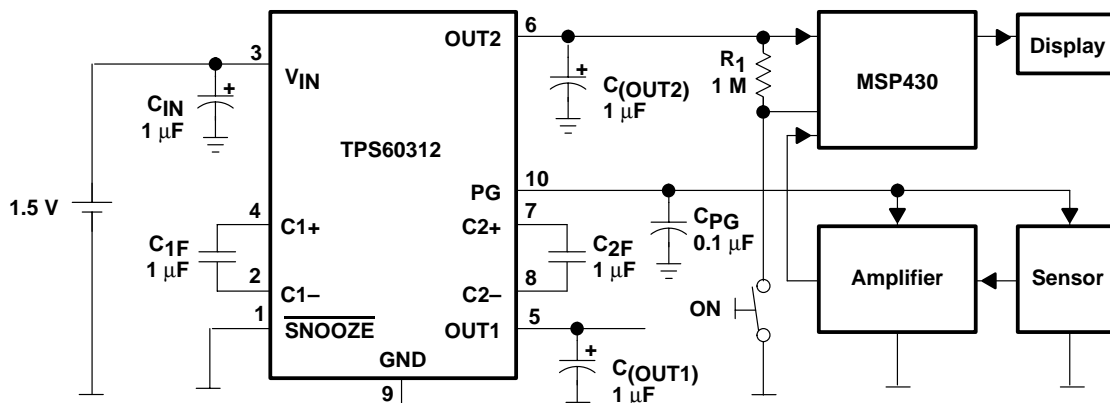 6
OUT2
3
VIN
CIN
1 μF
+
C(OUT2)
1 μF
+
R1
1 M
MSP430
Display
TPS60312
1.5 V
PG
10
CPG
0.1 μF
4
C1+
C1F
1 μF
2
C1–
7
C2+
C2F
1 μF
8
C2–
Amplifier
Sensor
ON
1
SNOOZE
5
OUT1
+
C(OUT1)
1 μF
GND
9